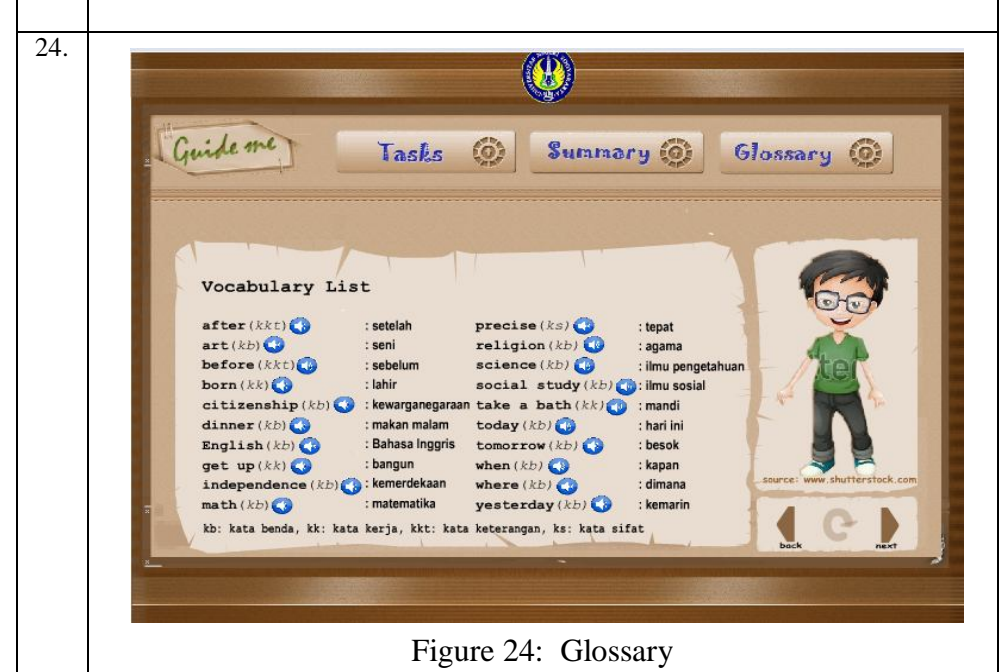 24.
Guide me
Tasks
Summary
Glossary
Vocabulary List
after(kkt) : setelah
art(kb) : seni
before(kkt) : sebelum
born(kk) : lahir
citizenship(kb) : kewarganegaraan
dinner(kb) : makan malam
English(kb) : Bahasa Inggris
get up(kk) : bangun
independence(kb) : kemerdekaan
math(kb) : matematika
precise(ks) : tepat
religion(kb) : agama
science(kb) : ilmu pengetahuan
social study(kb) : ilmu sosial
take a bath(kk) : mandi
today(kb) : hari ini
tomorrow(kb) : besok
when(kb) : kapan
where(kb) : dimana
yesterday(kb) : kemarin
kb: kata benda, kk: kata kerja, kkt: kata keterangan, ks: kata sifat
source: www.shutterstock.com
back
next
Figure 24: Glossary